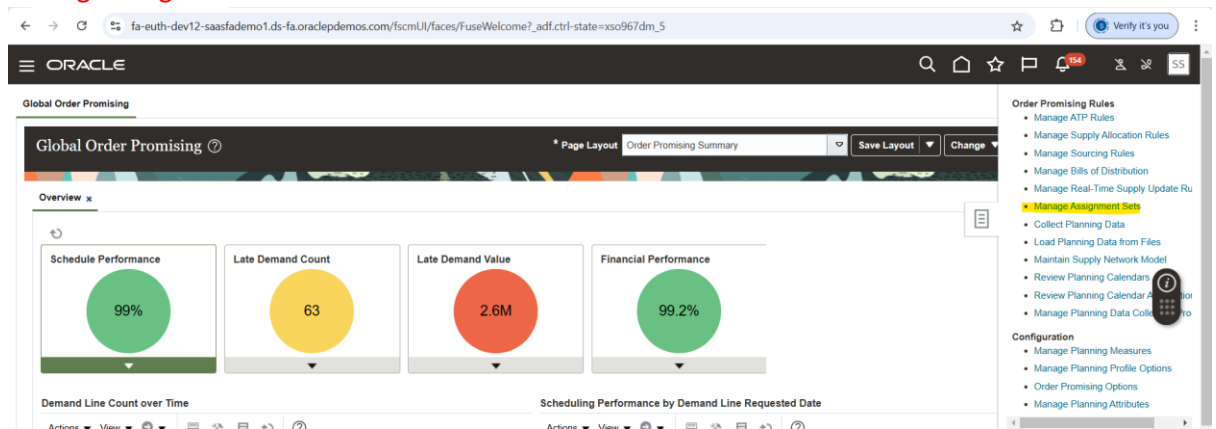 fa-euth-dev12-saasfademo1.ds-fa.oraclepdemos.com/fscmUI/faces/FuseWelcome?_adf.ctrl-state=xso967dm_5
Verify it's you
ORACLE
154
SS
Global Order Promising
Global Order Promising
* Page Layout Order Promising Summary
Save Layout
Change
Overview x
Schedule Performance
99%
Late Demand Count
63
Late Demand Value
2.6M
Financial Performance
99.2%
Demand Line Count over Time
Actions View
Scheduling Performance by Demand Line Requested Date
Actions View
Order Promising Rules
Manage ATP Rules
Manage Supply Allocation Rules
Manage Sourcing Rules
Manage Bills of Distribution
Manage Real-Time Supply Update Ru
Manage Assignment Sets
Collect Planning Data
Load Planning Data from Files
Maintain Supply Network Model
Review Planning Calendars
Review Planning Calendar
Manage Planning Data
Configuration
Manage Planning Measures
Manage Planning Profile Options
Order Promising Options
Manage Planning Attributes